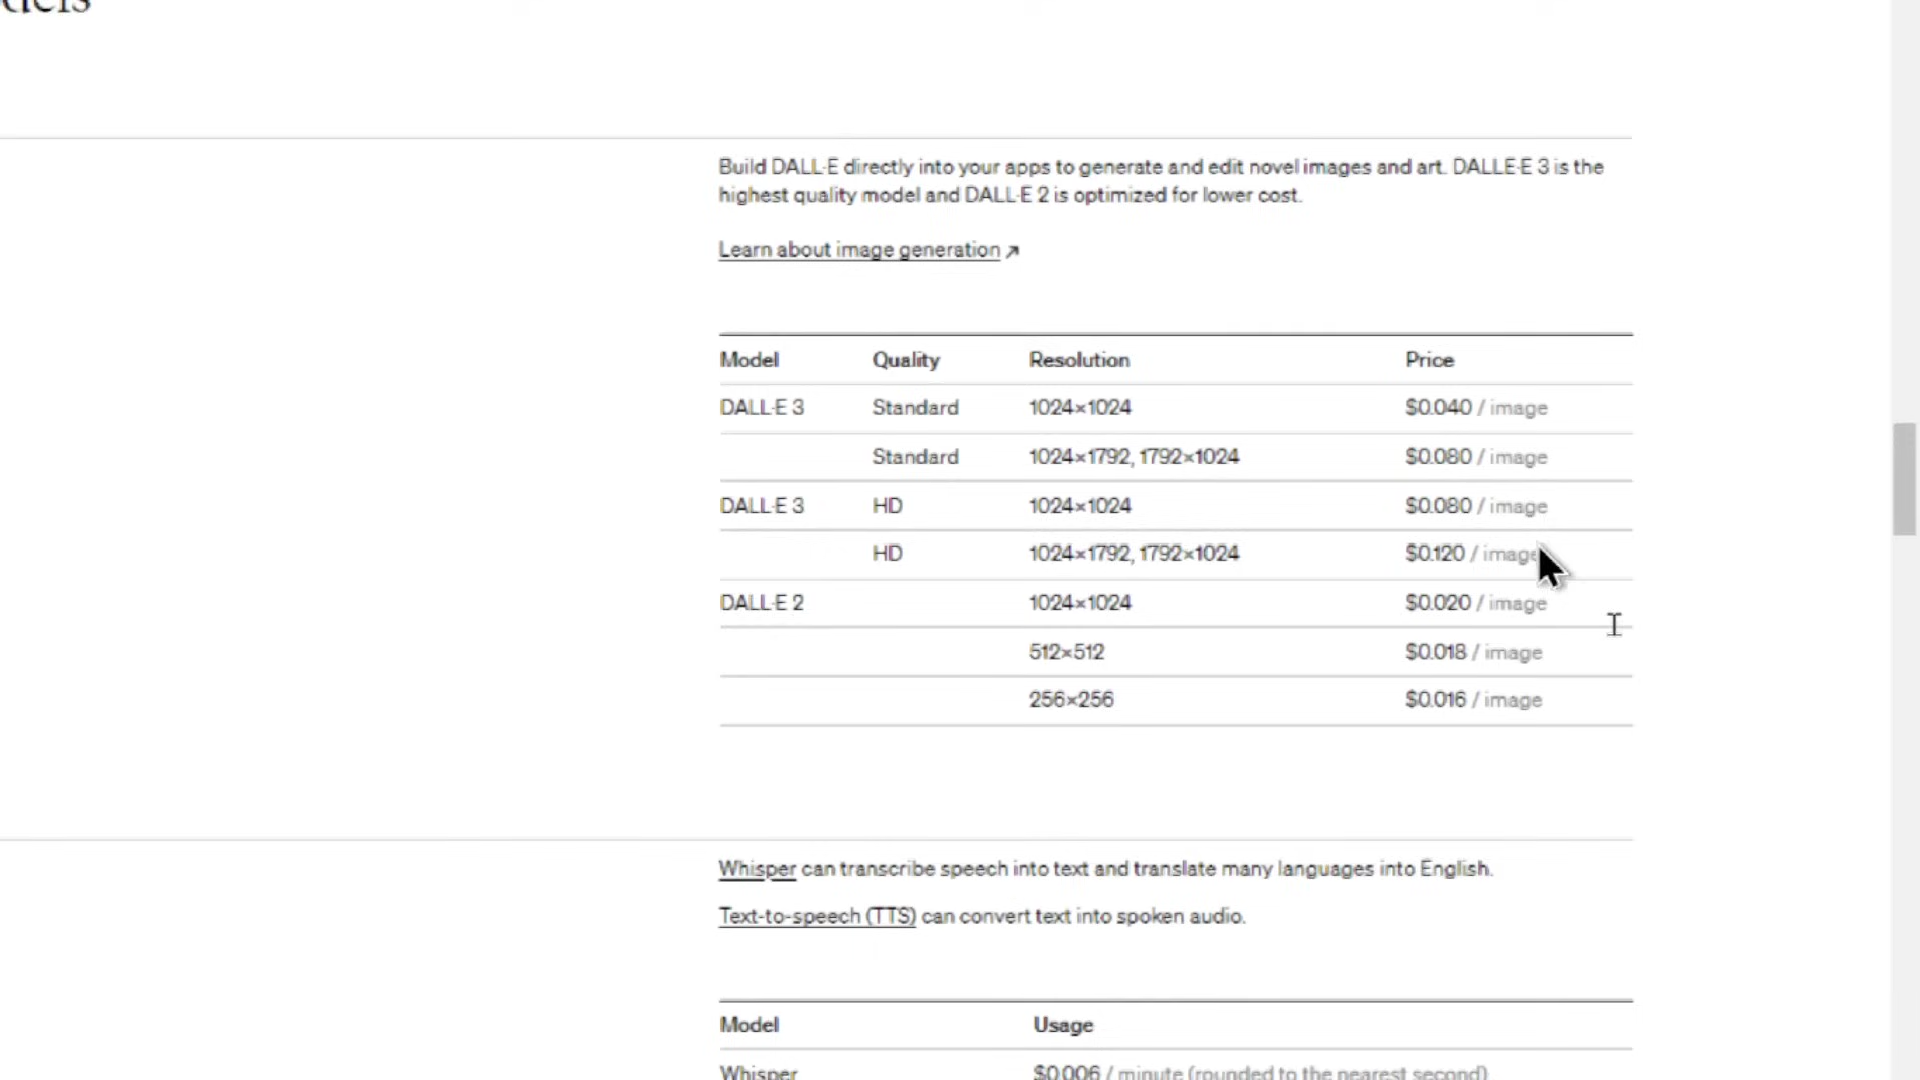 Build DALL·E directly into your apps to generate and edit novel images and art. DALLE·E 3 is the
highest quality model and DALL·E 2 is optimized for lower cost.
Learn about image generation ↗
Model Quality Resolution Price
DALL·E 3 Standard 1024×1024 $0.040 / image
Standard 1024×1792, 1792×1024 $0.080 / image
DALL·E 3 HD 1024×1024 $0.080 / image
HD 1024×1792, 1792×1024 $0.120 / image
DALL·E 2 1024×1024 $0.020 / image
512×512 $0.018 / image
256×256 $0.016 / image
Whisper can transcribe speech into text and translate many languages into English.
Text-to-speech (TTS) can convert text into spoken audio.
Model Usage
Whisper $0.006 / minute (rounded to the nearest second)